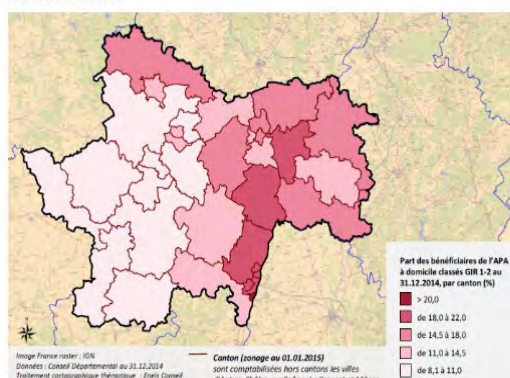 Part des bénéficiaires de l'APA
à domicile classés GIR 1-2 au
31.12.2014, par canton (%)
> 20,0
de 18,0 à 22,0
de 14,5 à 18,0
de 11,0 à 14,5
de 8,1 à 11,0
Image France raster : IGN
Données : Conseil Départemental au 31.12.2014
Traitement cartographique thématique : Eneis Conseil
Canton (zonage au 01.01.2015)
sont comptabilisées hors cantons les villes